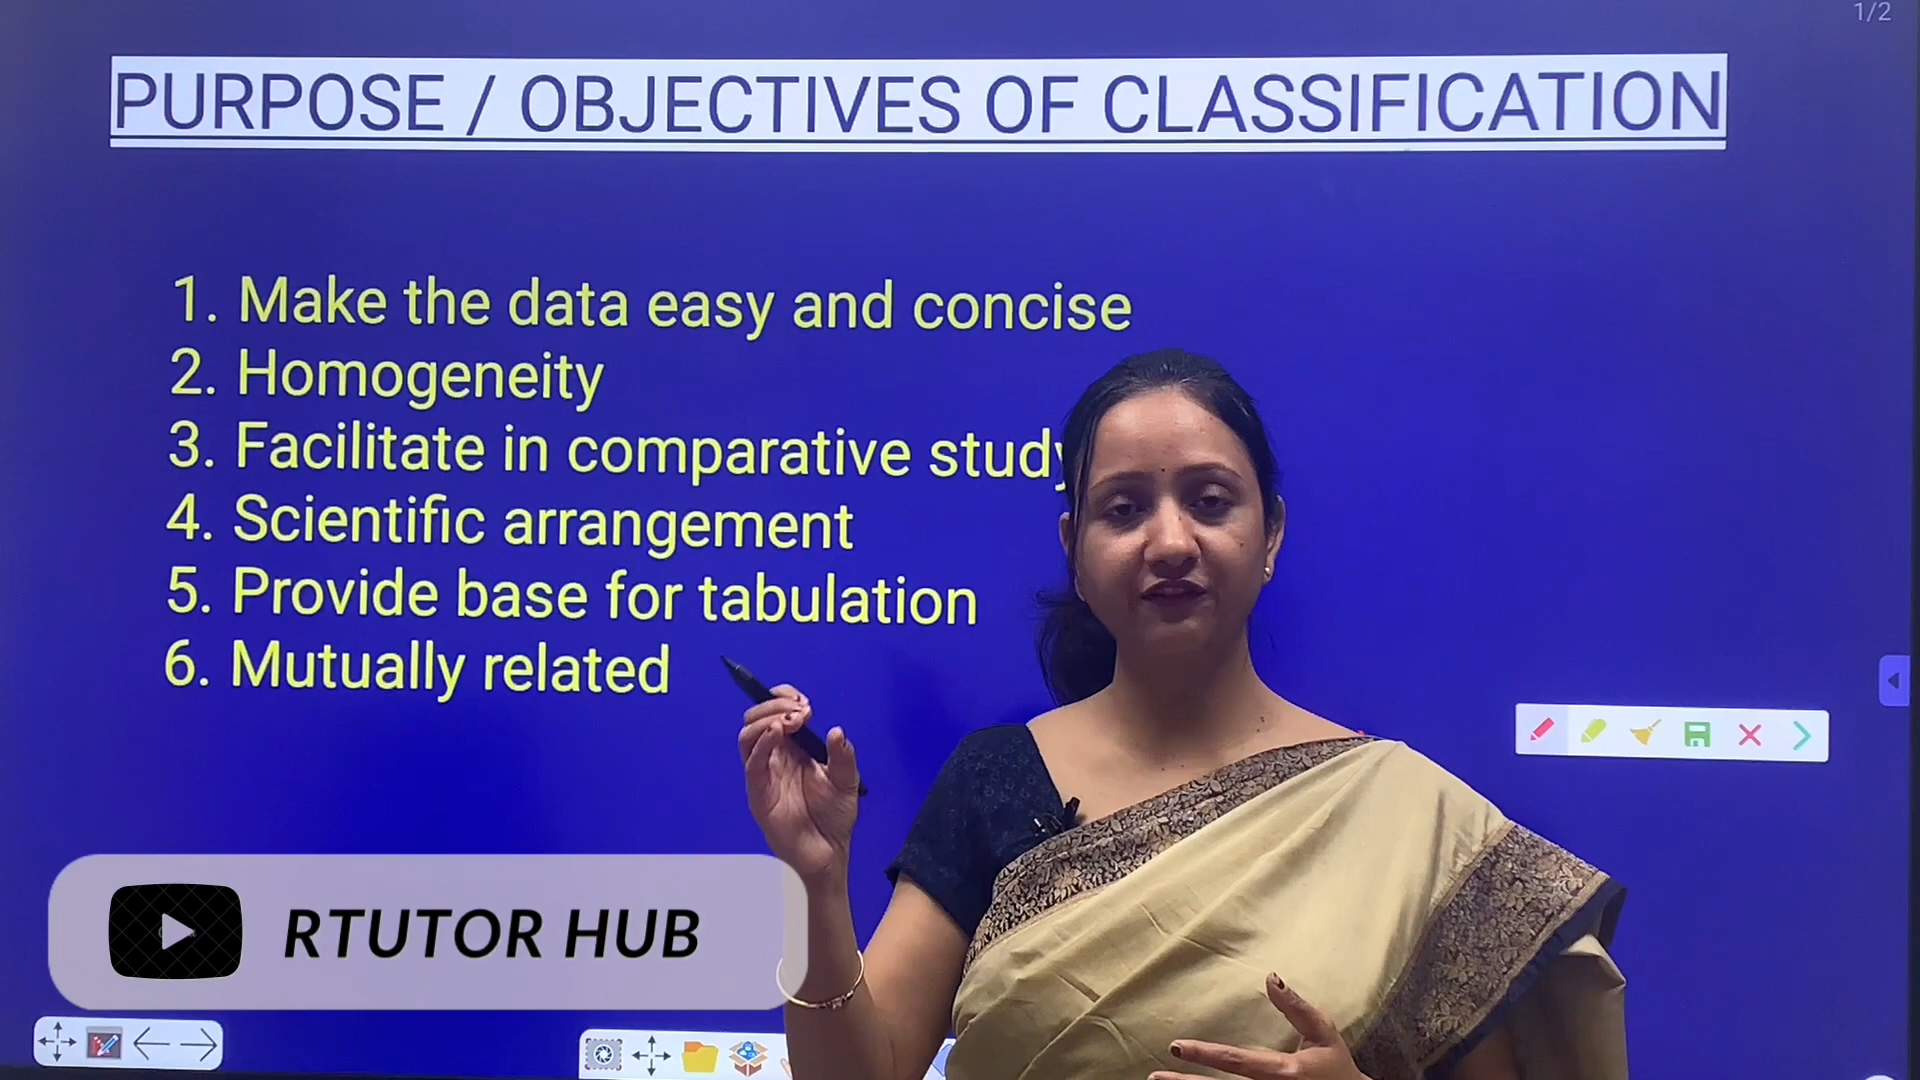 1/2
PURPOSE / OBJECTIVES OF CLASSIFICATION
1. Make the data easy and concise
2. Homogeneity
3. Facilitate in comparative study
4. Scientific arrangement
5. Provide base for tabulation
6. Mutually related
RTUTOR HUB